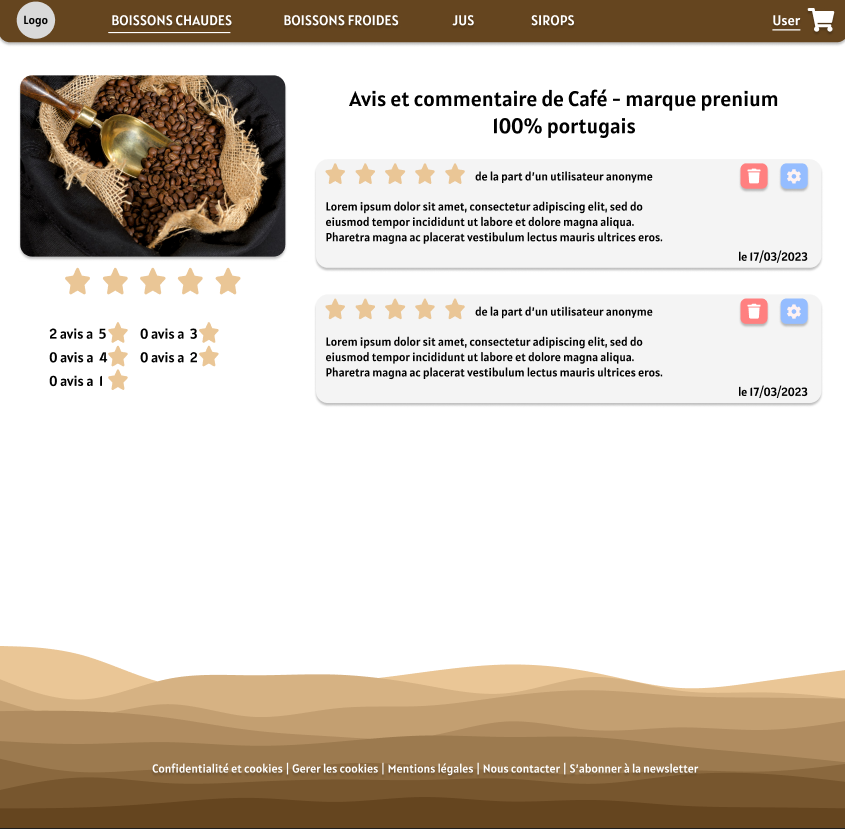 Logo
BOISSONS CHAUDES
BOISSONS FROIDES
JUS
SIROPS
User
Avis et commentaire de Café - marque prenium
100% portugais
2 avis a 5
0 avis a 3
0 avis a 4
0 avis a 2
0 avis a 1
de la part d'un utilisateur anonyme
Lorem ipsum dolor sit amet, consectetur adipiscing elit, sed do
eiusmod tempor incididunt ut labore et dolore magna aliqua.
Pharetra magna ac placerat vestibulum lectus mauris ultrices eros.
le 17/03/2023
de la part d'un utilisateur anonyme
Lorem ipsum dolor sit amet, consectetur adipiscing elit, sed do
eiusmod tempor incididunt ut labore et dolore magna aliqua.
Pharetra magna ac placerat vestibulum lectus mauris ultrices eros.
le 17/03/2023
Confidentialité et cookies | Gerer les cookies | Mentions légales | Nous contacter | S'abonner à la newsletter